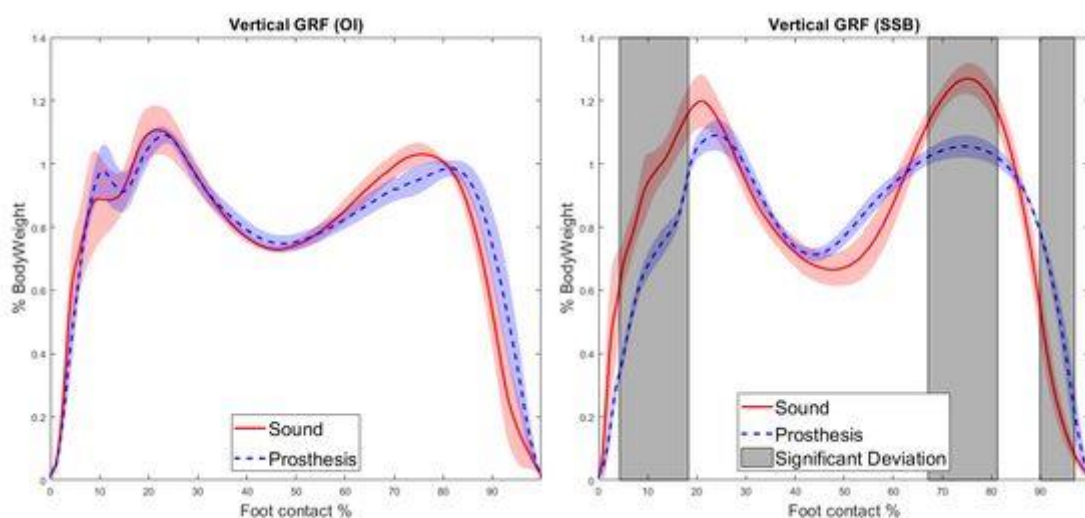 Vertical GRF (OI)
1.4
1.2
1
0.8
0.6
0.4
0.2
0
% BodyWeight
0 10 20 30 40 50 60 70 80 90
Foot contact %
Sound
Prosthesis
Vertical GRF (SSB)
1.4
1.2
1
0.8
0.6
0.4
0.2
0
% BodyWeight
0 10 20 30 40 50 60 70 80 90
Foot contact %
Sound
Prosthesis
Significant Deviation